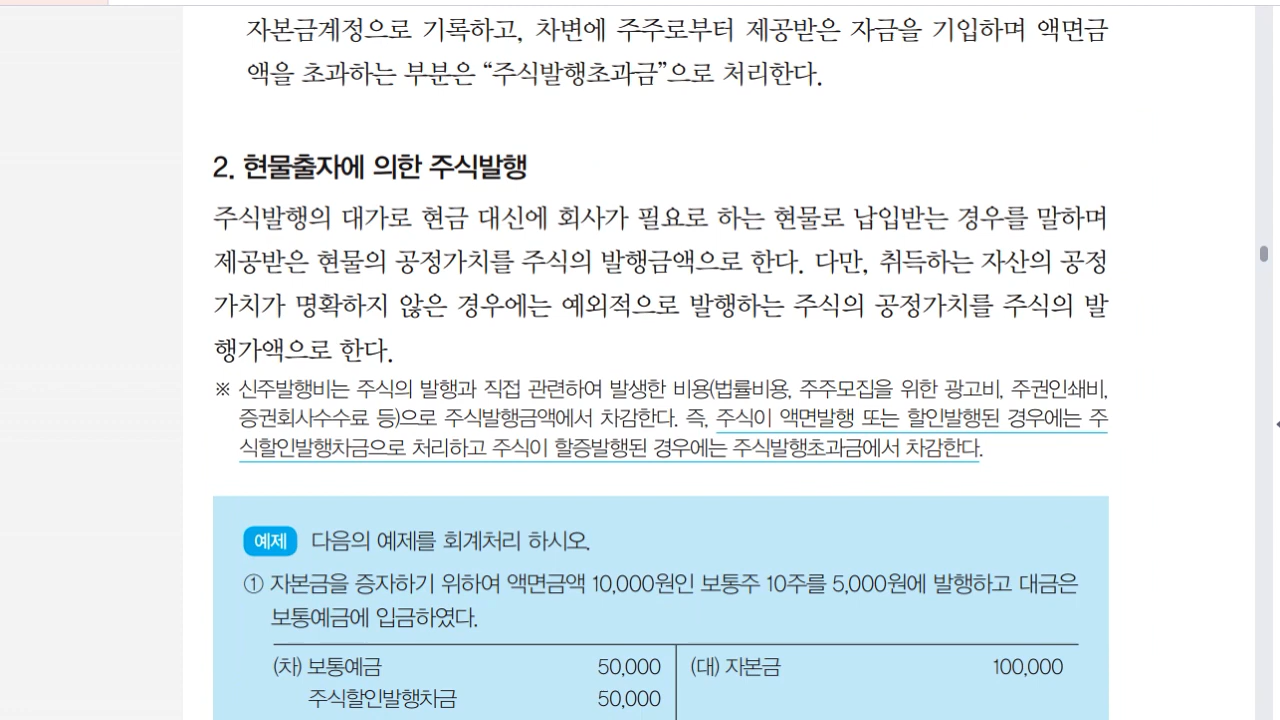 자본금계정으로 기록하고, 차변에 주주로부터 제공받은 자금을 기입하며 액면금
액을 초과하는 부분은 “주식발행초과금”으로 처리한다.
2. 현물출자에 의한 주식발행
주식발행의 대가로 현금 대신에 회사가 필요로 하는 현물로 납입받는 경우를 말하며
제공받은 현물의 공정가치를 주식의 발행금액으로 한다. 다만, 취득하는 자산의 공정
가치가 명확하지 않은 경우에는 예외적으로 발행하는 주식의 공정가치를 주식의 발
행가액으로 한다.
※ 신주발행비는 주식의 발행과 직접 관련하여 발생한 비용(법률비용, 주주모집을 위한 광고비, 주권인쇄비,
증권회사수수료 등)으로 주식발행금액에서 차감한다. 즉, 주식이 액면발행 또는 할인발행된 경우에는 주
식할인발행차금으로 처리하고 주식이 할증발행된 경우에는 주식발행초과금에서 차감한다.
예제 다음의 예제를 회계처리 하시오.
① 자본금을 증자하기 위하여 액면금액 10,000원인 보통주 10주를 5,000원에 발행하고 대금은
보통예금에 입금하였다.
(차) 보통예금 50,000 (대) 자본금 100,000
주식할인발행차금 50,000